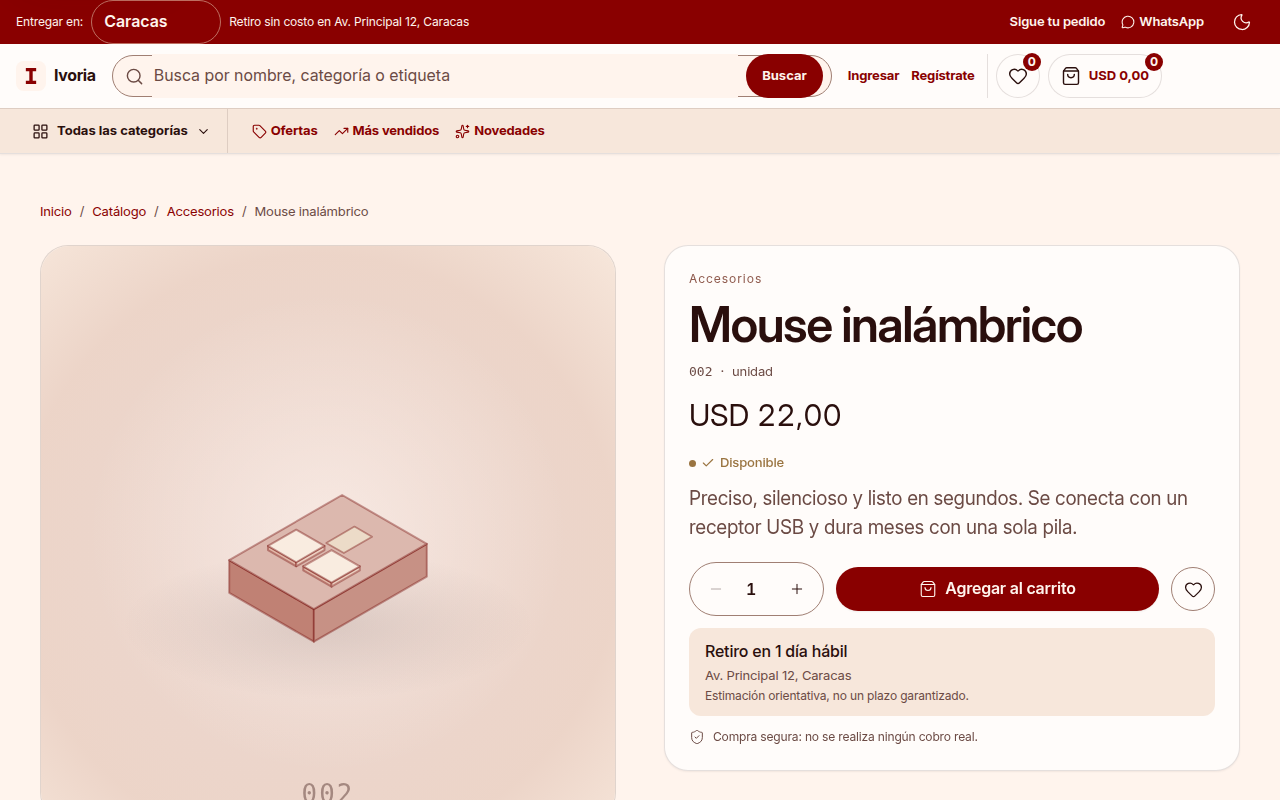 Entregar en: Caracas Retiro sin costo en Av. Principal 12, Caracas Sigue tu pedido WhatsApp
I Ivoria Busca por nombre, categoría o etiqueta Buscar Ingresar Regístrate 0 USD 0,00 0
Todas las categorías Ofertas Más vendidos Novedades
Inicio / Catálogo / Accesorios / Mouse inalámbrico
Accesorios
Mouse inalámbrico
002 · unidad
USD 22,00
Disponible
Preciso, silencioso y listo en segundos. Se conecta con un
receptor USB y dura meses con una sola pila.
− 1 + Agregar al carrito
Retiro en 1 día hábil
Av. Principal 12, Caracas
Estimación orientativa, no un plazo garantizado.
Compra segura: no se realiza ningún cobro real.
002